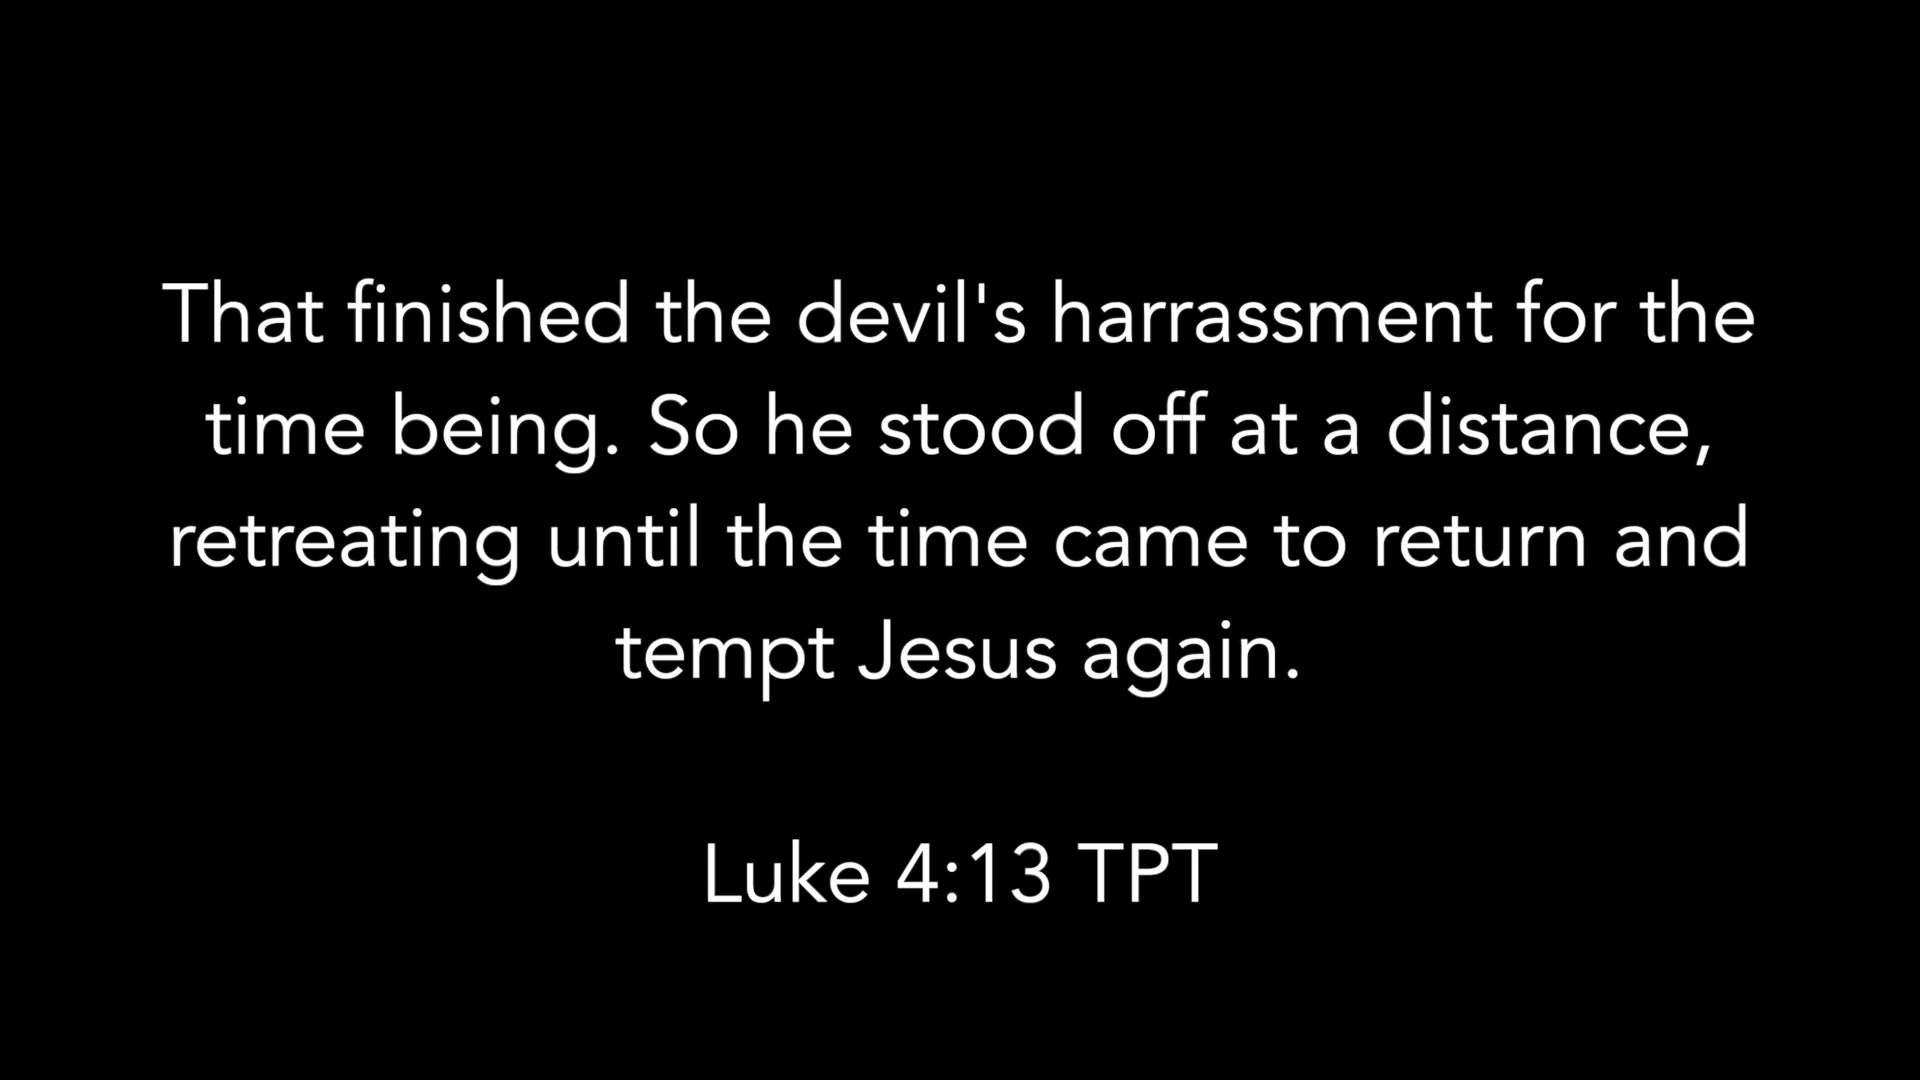 That finished the devil's harrassment for the
time being. So he stood off at a distance,
retreating until the time came to return and
tempt Jesus again.
Luke 4:13 TPT